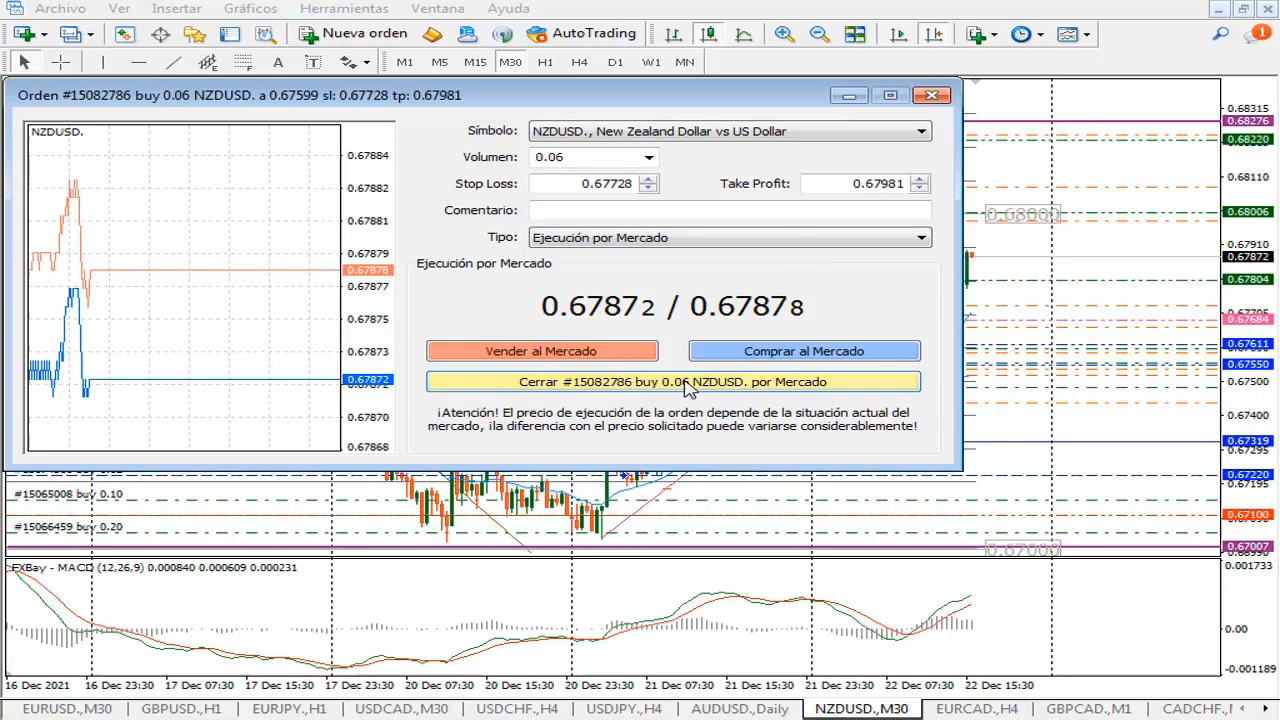 Archivo Ver Insertar Gráficos Herramientas Ventana Ayuda
Nueva orden AutoTrading 1
A T M1 M5 M15 M30 H1 H4 D1 W1 MN
Orden #15082786 buy 0.06 NZDUSD. a 0.67599 sl: 0.67728 tp: 0.67981
NZDUSD.
0.67884
0.67882
0.67881
0.67879
0.67878
0.67877
0.67875
0.67873
0.67872
0.67870
0.67868
Símbolo: NZDUSD., New Zealand Dollar vs US Dollar
Volumen: 0.06
Stop Loss: 0.67728 Take Profit: 0.67981
Comentario:
Tipo: Ejecución por Mercado
Ejecución por Mercado
0.67872 / 0.67878
Vender al Mercado Comprar al Mercado
Cerrar #15082786 buy 0.06 NZDUSD. por Mercado
¡Atención! El precio de ejecución de la orden depende de la situación actual del
mercado, ¡la diferencia con el precio solicitado puede variarse considerablemente!
0.68315
0.68276
0.68220
0.68110
0.68006
0.68000
0.67910
0.67872
0.67804
0.67684
0.67611
0.67500
0.67400
0.67319
0.67295
0.67220
0.67195
0.67100
0.67007
0.67000
#15065008 buy 0.10
#15066459 buy 0.20
FXBay - MACD (12,26,9) 0.000840 0.000609 0.000231
0.001733
0.00
-0.001189
16 Dec 2021 16 Dec 23:30 17 Dec 07:30 17 Dec 15:30 17 Dec 23:30 20 Dec 07:30 20 Dec 15:30 20 Dec 23:30 21 Dec 07:30 21 Dec 15:30 21 Dec 23:30 22 Dec 07:30 22 Dec 15:30
EURUSD.,M30 GBPUSD.,H1 EURJPY.,H1 USDCAD.,M30 USDCHF.,H4 USDJPY.,H4 AUDUSD.,Daily NZDUSD.,M30 EURCAD.,H4 GBPCAD.,M1 CADCHF.,